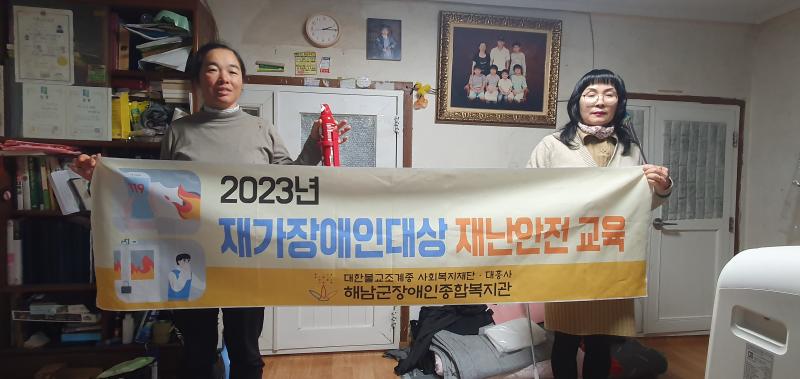 119
2023년
재가장애인대상 재난안전 교육
대한불교조계종 사회복지재단 · 대흥사
해남군장애인종합복지관